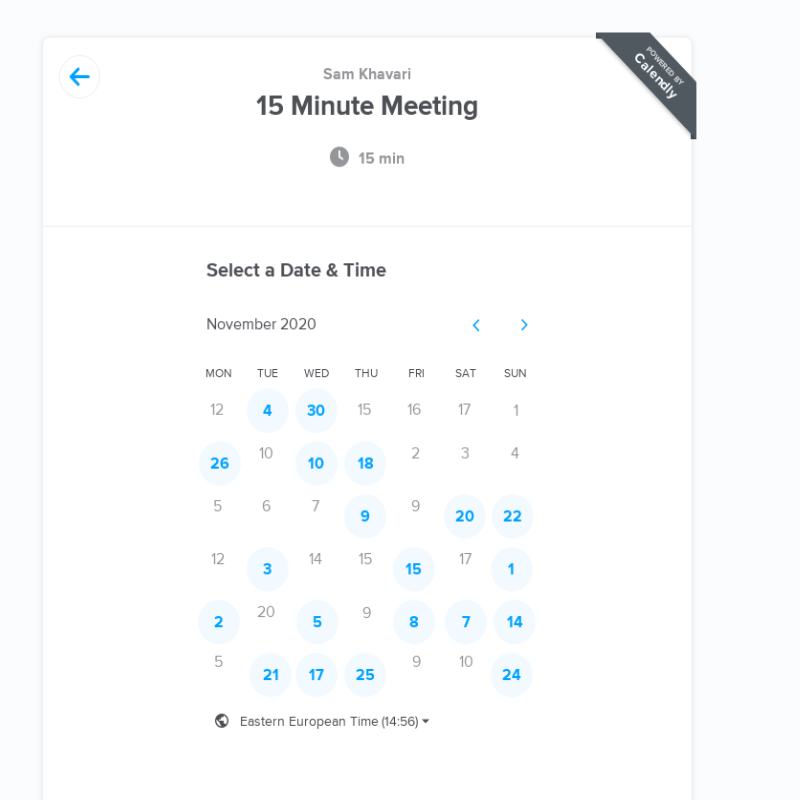 Sam Khavari
POWERED BY
Calendly
15 Minute Meeting
15 min
Select a Date & Time
November 2020
MON TUE WED THU FRI SAT SUN
12 4 30 15 16 17 1
26 10 10 18 2 3 4
5 6 7 9 9 20 22
12 3 14 15 15 17 1
2 20 5 9 8 7 14
5 21 17 25 9 10 24
Eastern European Time (14:56)